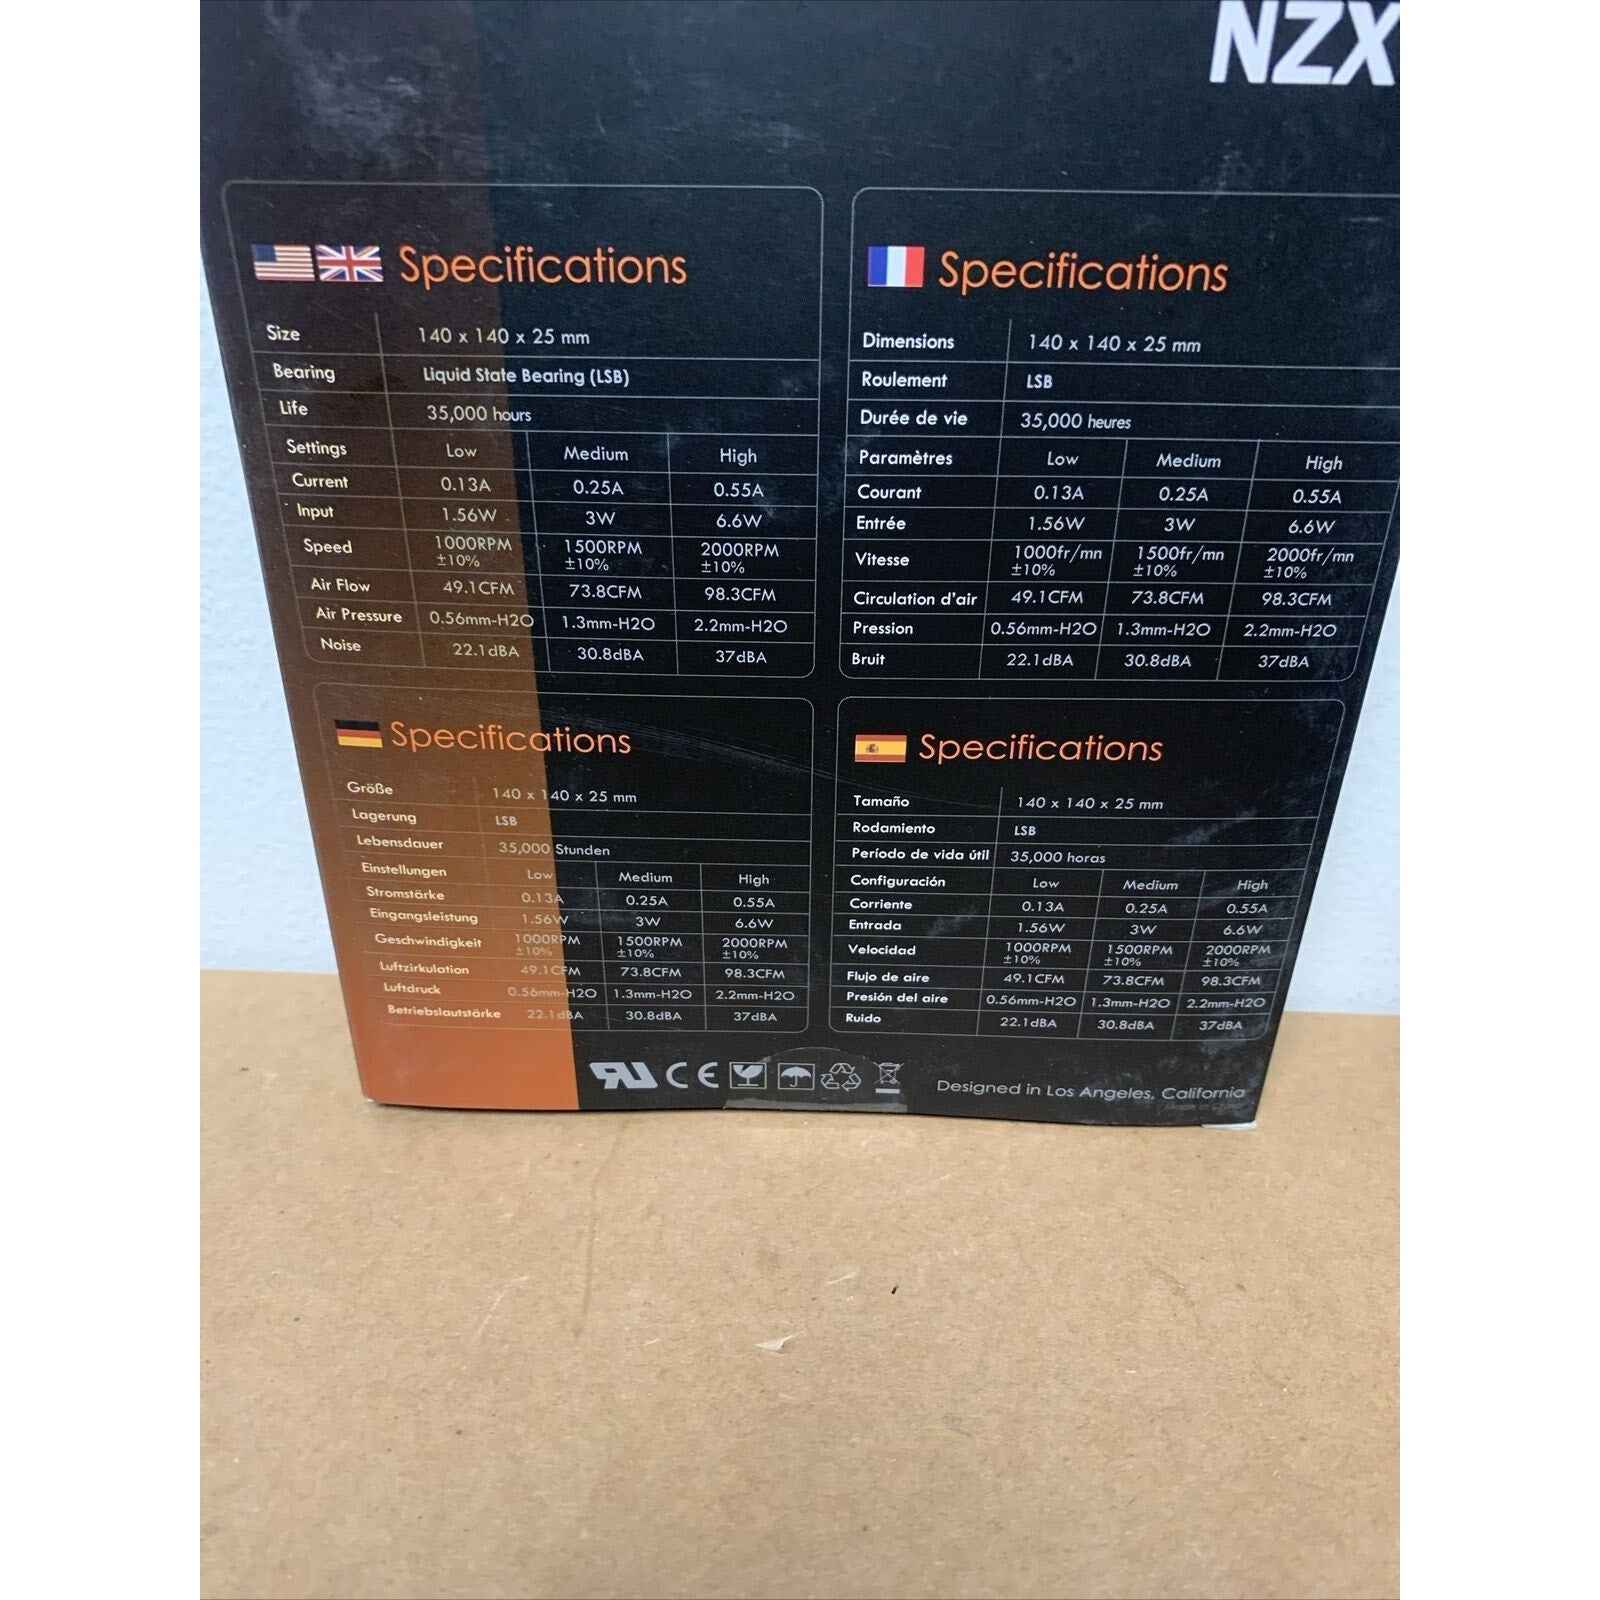 NZX
Specifications
Size 140 x 140 x 25 mm
Bearing Liquid State Bearing (LSB)
Life 35,000 hours
Settings Low Medium High
Current 0.13A 0.25A 0.55A
Input 1.56W 3W 6.6W
Speed 1000RPM ±10% 1500RPM ±10% 2000RPM ±10%
Air Flow 49.1CFM 73.8CFM 98.3CFM
Air Pressure 0.56mm-H2O 1.3mm-H2O 2.2mm-H2O
Noise 22.1dBA 30.8dBA 37dBA
Specifications
Dimensions 140 x 140 x 25 mm
Roulement LSB
Durée de vie 35,000 heures
Paramètres Low Medium High
Courant 0.13A 0.25A 0.55A
Entrée 1.56W 3W 6.6W
Vitesse 1000fr/mn ±10% 1500fr/mn ±10% 2000fr/mn ±10%
Circulation d'air 49.1CFM 73.8CFM 98.3CFM
Pression 0.56mm-H2O 1.3mm-H2O 2.2mm-H2O
Bruit 22.1dBA 30.8dBA 37dBA
Specifications
Größe 140 x 140 x 25 mm
Lagerung LSB
Lebensdauer 35,000 Stunden
Einstellungen Low Medium High
Stromstärke 0.13A 0.25A 0.55A
Eingangsleistung 1.56W 3W 6.6W
Geschwindigkeit 1000RPM ±10% 1500RPM ±10% 2000RPM ±10%
Luftzirkulation 49.1CFM 73.8CFM 98.3CFM
Luftdruck 0.56mm-H2O 1.3mm-H2O 2.2mm-H2O
Betriebslautstärke 22.1dBA 30.8dBA 37dBA
Specifications
Tamaño 140 x 140 x 25 mm
Rodamiento LSB
Período de vida útil 35,000 horas
Configuración Low Medium High
Corriente 0.13A 0.25A 0.55A
Entrada 1.56W 3W 6.6W
Velocidad 1000RPM ±10% 1500RPM ±10% 2000RPM ±10%
Flujo de aire 49.1CFM 73.8CFM 98.3CFM
Presión del aire 0.56mm-H2O 1.3mm-H2O 2.2mm-H2O
Ruido 22.1dBA 30.8dBA 37dBA
CE
Designed in Los Angeles, California
Made in China